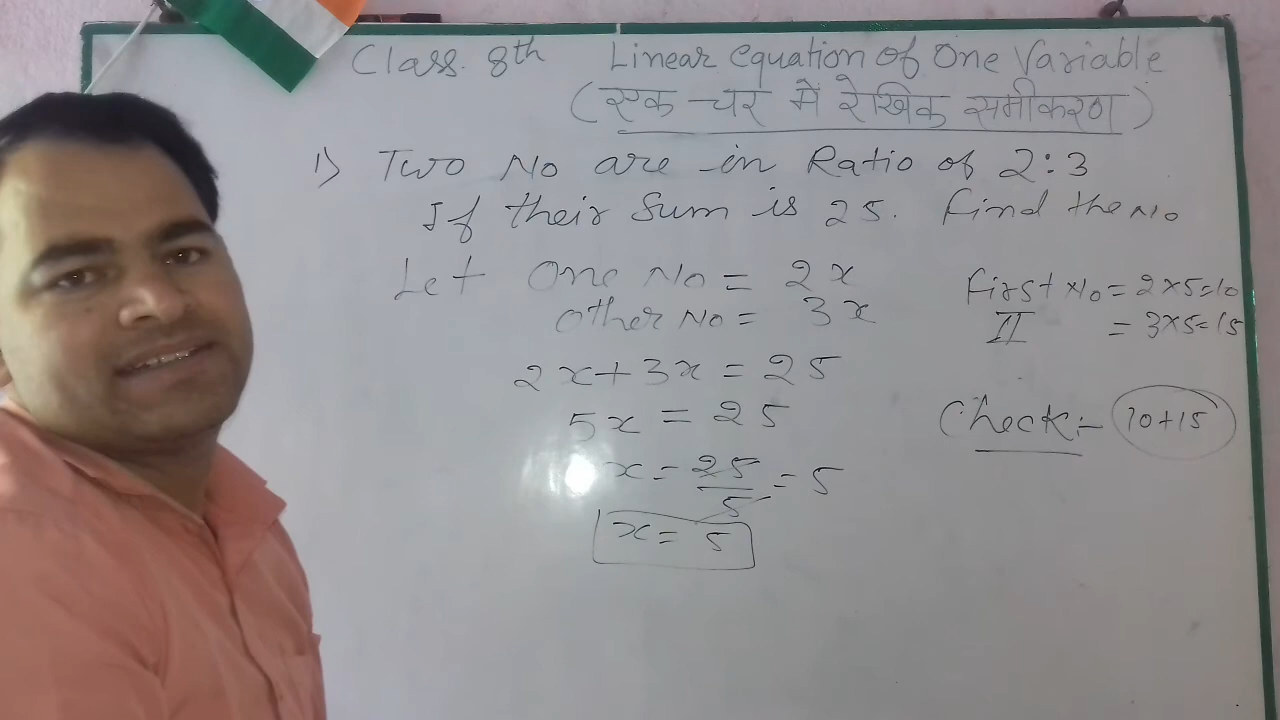 Class. 8th Linear equation of One Variable
(एक चर में रेखिक समीकरण)
1) Two No are in Ratio of 2:3
If their Sum is 25. Find the No
Let One No = 2x
Other No = 3x
2x+3x = 25
5x = 25
x = 25/5 = 5
x = 5
First No = 2×5=10
II = 3×5=15
Check:- 10+15